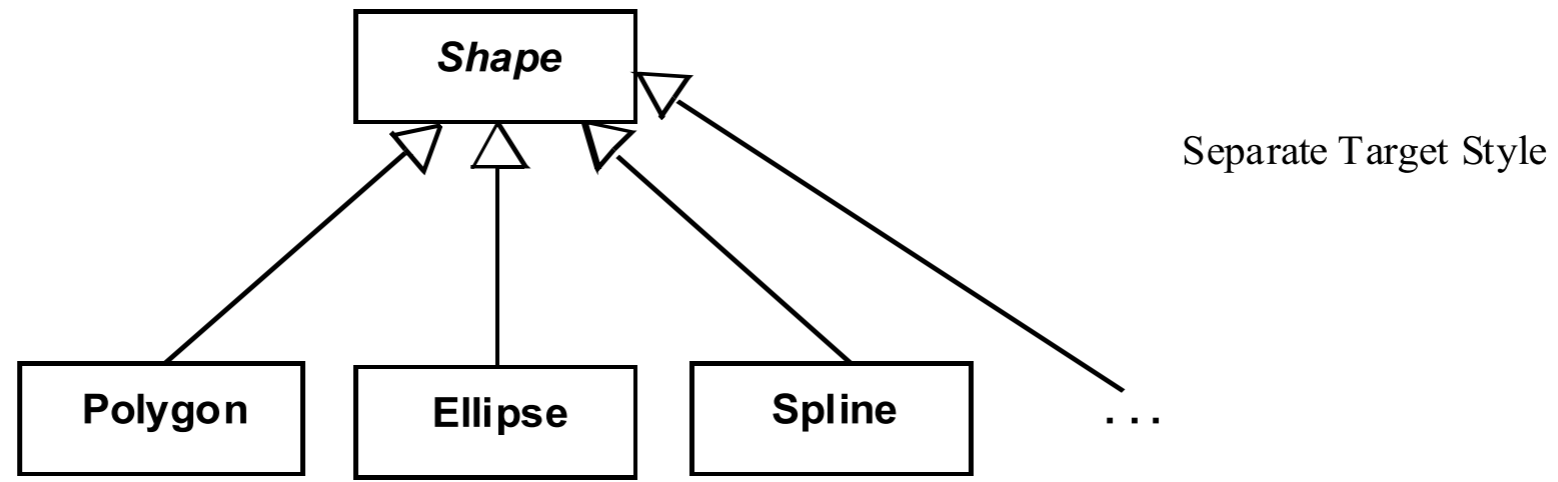 Shape
Separate Target Style
Polygon
Ellipse
Spline
. . .